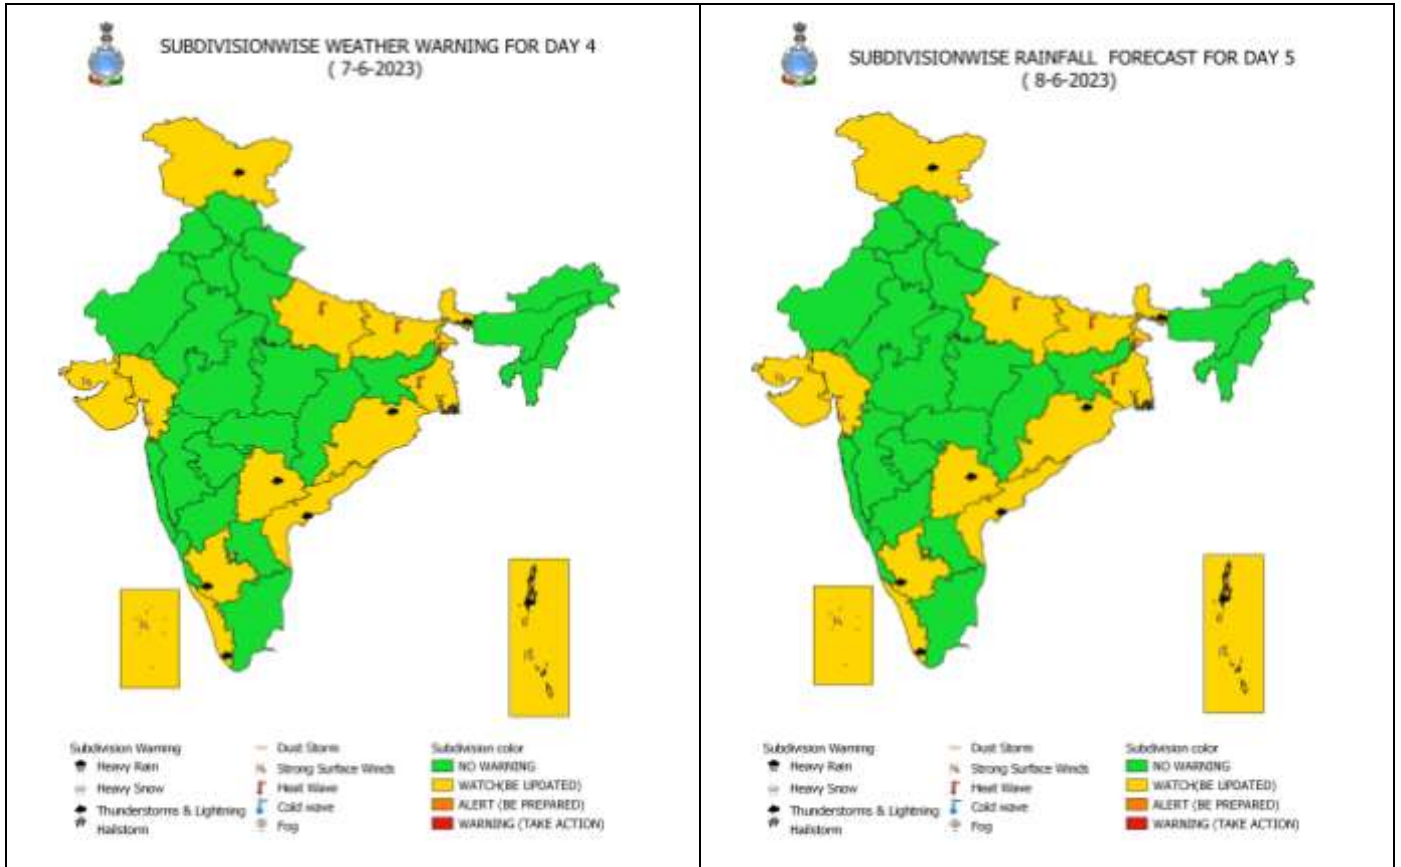 SUBDIVISIONWISE WEATHER WARNING FOR DAY 4
( 7-6-2023)
Subdivision Warning
Heavy Rain
Heavy Snow
Thunderstorms & Lightning
Hailstorm
Dust Storm
Strong Surface Winds
Heat Wave
Cold wave
Fog
Subdivision color
NO WARNING
WATCH(BE UPDATED)
ALERT (BE PREPARED)
WARNING (TAKE ACTION)
SUBDIVISIONWISE RAINFALL FORECAST FOR DAY 5
( 8-6-2023)
Subdivision Warning
Heavy Rain
Heavy Snow
Thunderstorms & Lightning
Hailstorm
Dust Storm
Strong Surface Winds
Heat Wave
Cold wave
Fog
Subdivision color
NO WARNING
WATCH(BE UPDATED)
ALERT (BE PREPARED)
WARNING (TAKE ACTION)